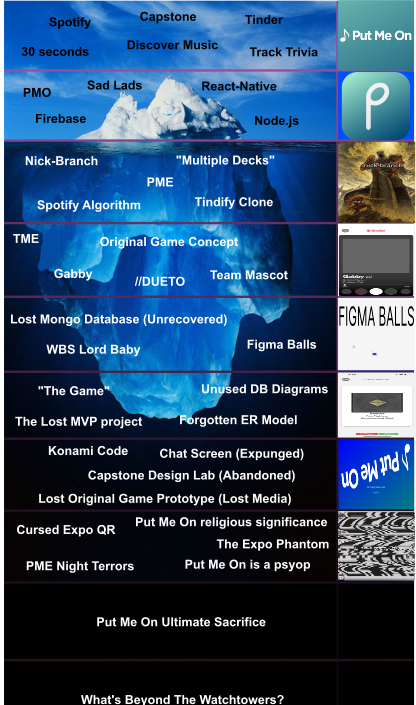 Spotify Capstone Tinder
30 seconds Discover Music Track Trivia
♪ Put Me On
PMO Sad Lads React-Native
Firebase Node.js
p
Nick-Branch "Multiple Decks"
PME
Spotify Algorithm Tindify Clone
nick-branch
TME Original Game Concept
Gabby //DUETO Team Mascot
Gabby
Lost Mongo Database (Unrecovered)
WBS Lord Baby Figma Balls
FIGMA BALLS
"The Game" Unused DB Diagrams
The Lost MVP project Forgotten ER Model
Konami Code Chat Screen (Expunged)
Capstone Design Lab (Abandoned)
Lost Original Game Prototype (Lost Media)
♪ Put Me On
Cursed Expo QR Put Me On religious significance
The Expo Phantom
PME Night Terrors Put Me On is a psyop
Put Me On Ultimate Sacrifice
What's Beyond The Watchtowers?